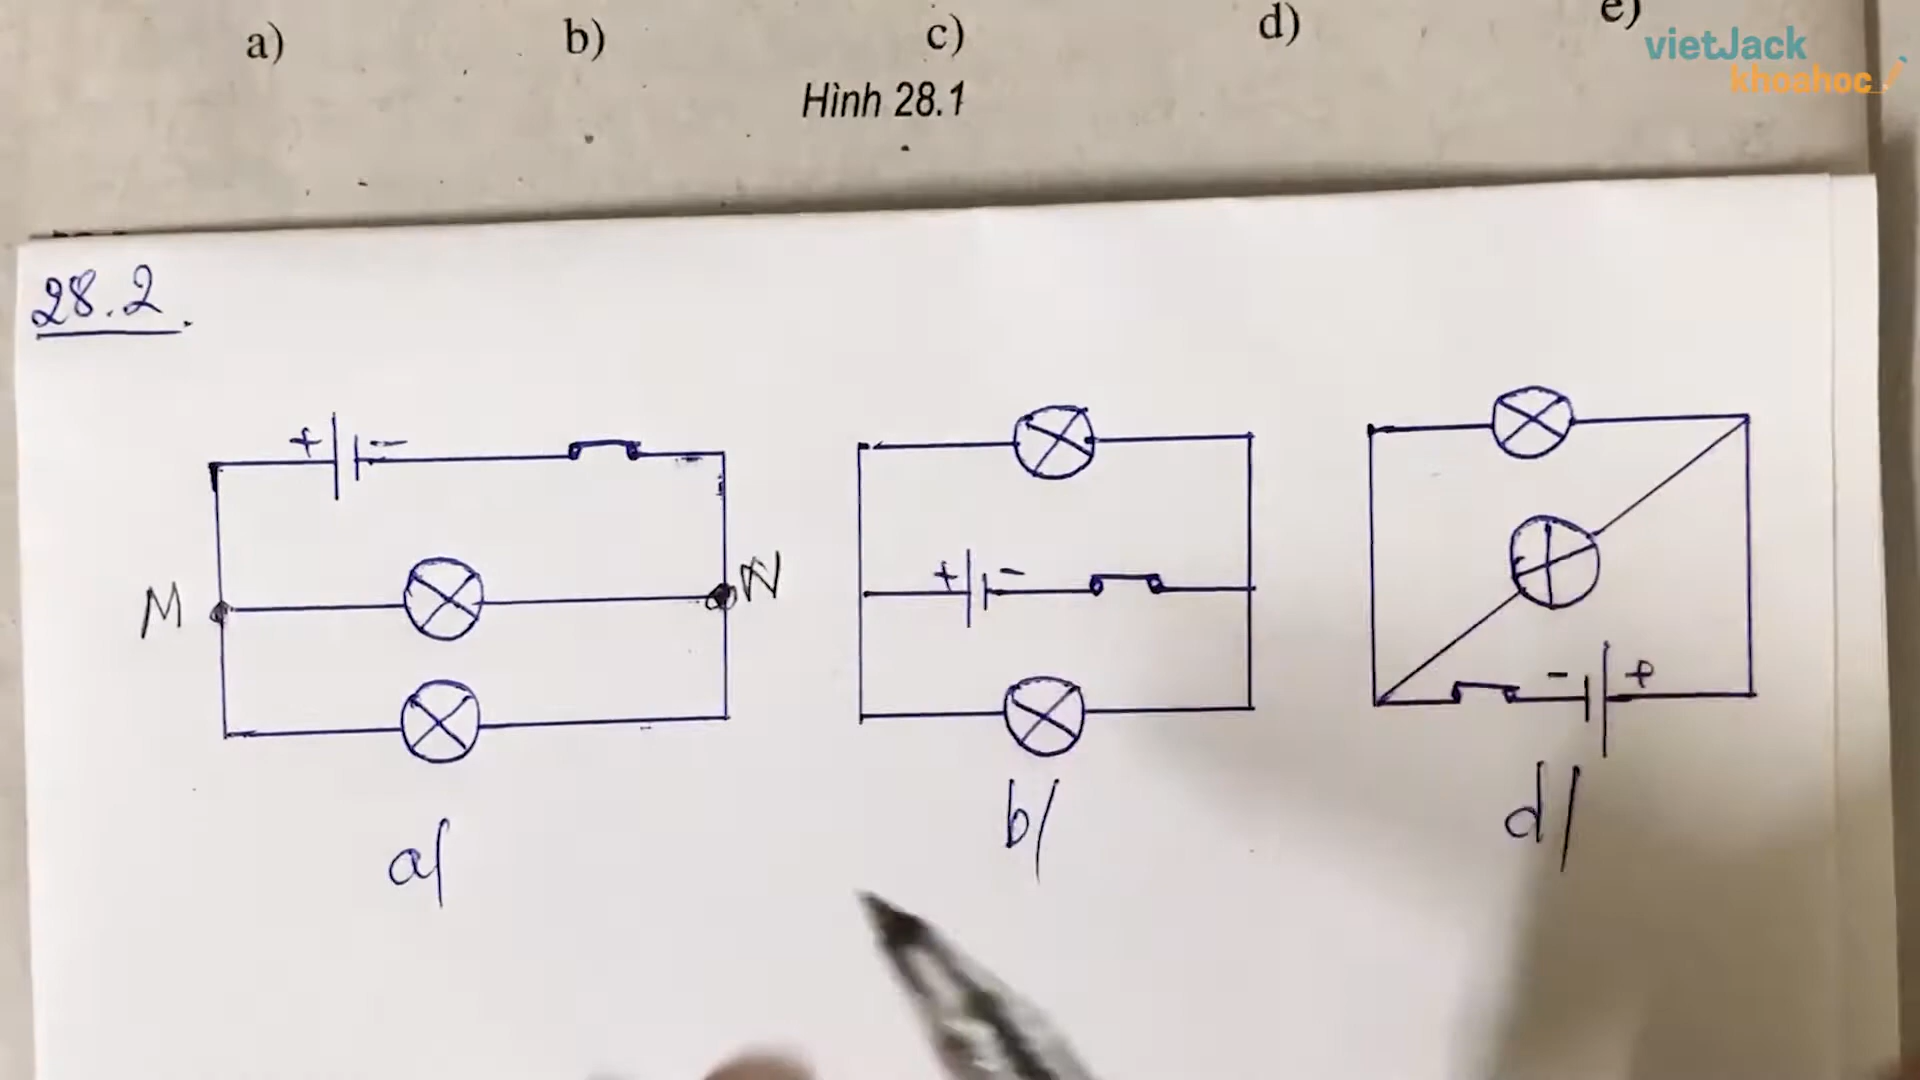 a) b) c) d) e)
vietJack
khoahoc
Hình 28.1
28.2.
+ -
M N
+ -
- +
a/ b/ d/